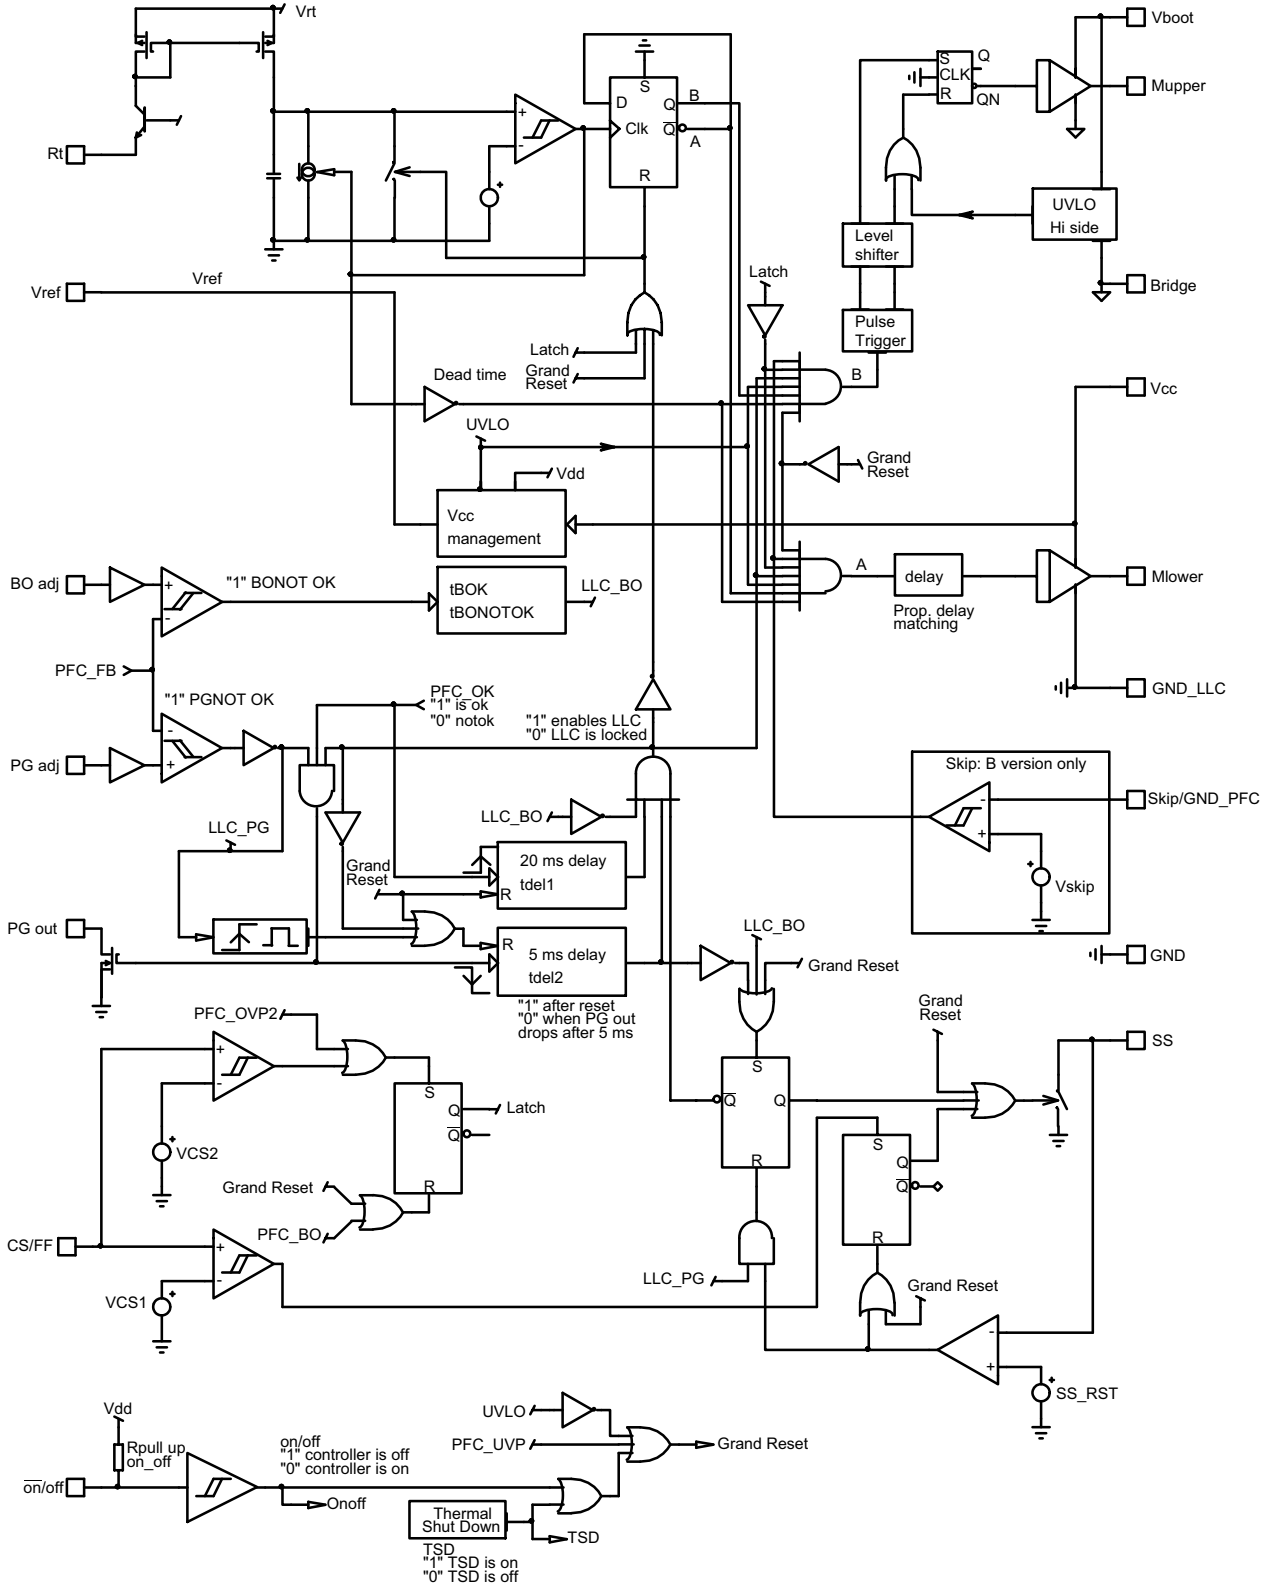 Vrt
Vboot
S
Q
CLK
R
QN
Mupper
S
D
Q
B
Clk
Q
A
R
+
-
+
Rt
UVLO
Hi side
Level
shifter
Latch
Vref
Vref
Bridge
Pulse
Trigger
Latch
Grand
Reset
Dead time
B
Vcc
UVLO
Grand
Reset
Vdd
Vcc
management
BO adj
+
-
"1" BONOT OK
tBOK
tBONOTOK
LLC_BO
A
delay
Mlower
Prop. delay
matching
PFC_FB
"1" PGNOT OK
PFC_OK
"1" is ok
"0" notok
"1" enables LLC
"0" LLC is locked
GND_LLC
PG adj
-
+
Skip: B version only
-
+
Skip/GND_PFC
LLC_BO
LLC_PG
Grand
Reset
20 ms delay
tdel1
R
+
Vskip
PG out
R
5 ms delay
tdel2
LLC_BO
Grand Reset
GND
"1" after reset
"0" when PG out
drops after 5 ms
Grand
Reset
PFC_OVP2
+
-
SS
S
Q
Q
R
Latch
S
Q
Q
R
+
VCS2
S
Q
Q
R
Grand Reset
PFC_BO
CS/FF
+
-
LLC_PG
Grand Reset
VCS1
+
-
+
+
SS_RST
Vdd
Rpull up
on_off
on/off
"1" controller is off
"0" controller is on
UVLO
PFC_UVP
Grand Reset
on/off
Onoff
Thermal
Shut Down
TSD
TSD
"1" TSD is on
"0" TSD is off